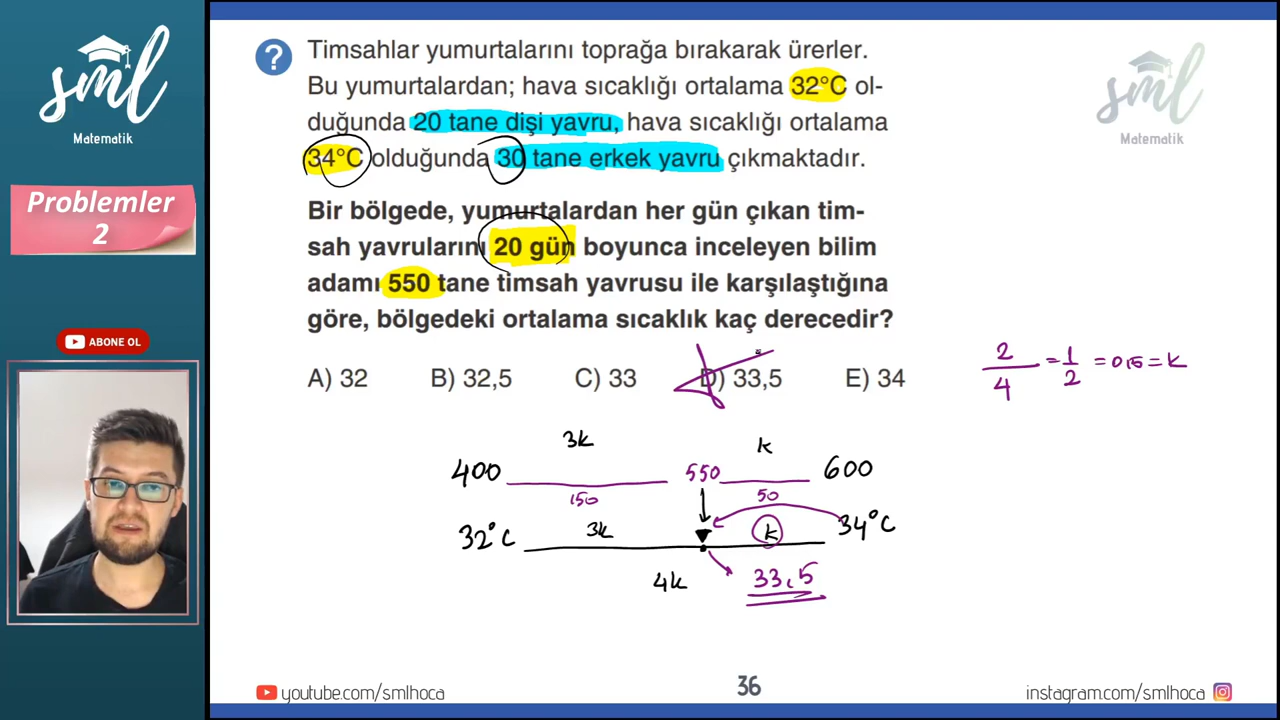 sml
Matematik
Problemler
2
ABONE OL
sml
Matematik
?
Timsahlar yumurtalarını toprağa bırakarak ürerler.
Bu yumurtalardan; hava sıcaklığı ortalama 32°C ol-
duğunda 20 tane dişi yavru, hava sıcaklığı ortalama
34°C olduğunda 30 tane erkek yavru çıkmaktadır.
Bir bölgede, yumurtalardan her gün çıkan tim-
sah yavrularını 20 gün boyunca inceleyen bilim
adamı 550 tane timsah yavrusu ile karşılaştığına
göre, bölgedeki ortalama sıcaklık kaç derecedir?
A) 32 B) 32,5 C) 33 D) 33,5 E) 34
2/4 = 1/2 = 0,5 = k
3k k
400 550 600
150 50
32°C 3k k 34°C
4k 33,5
youtube.com/smlhoca 36 instagram.com/smlhoca